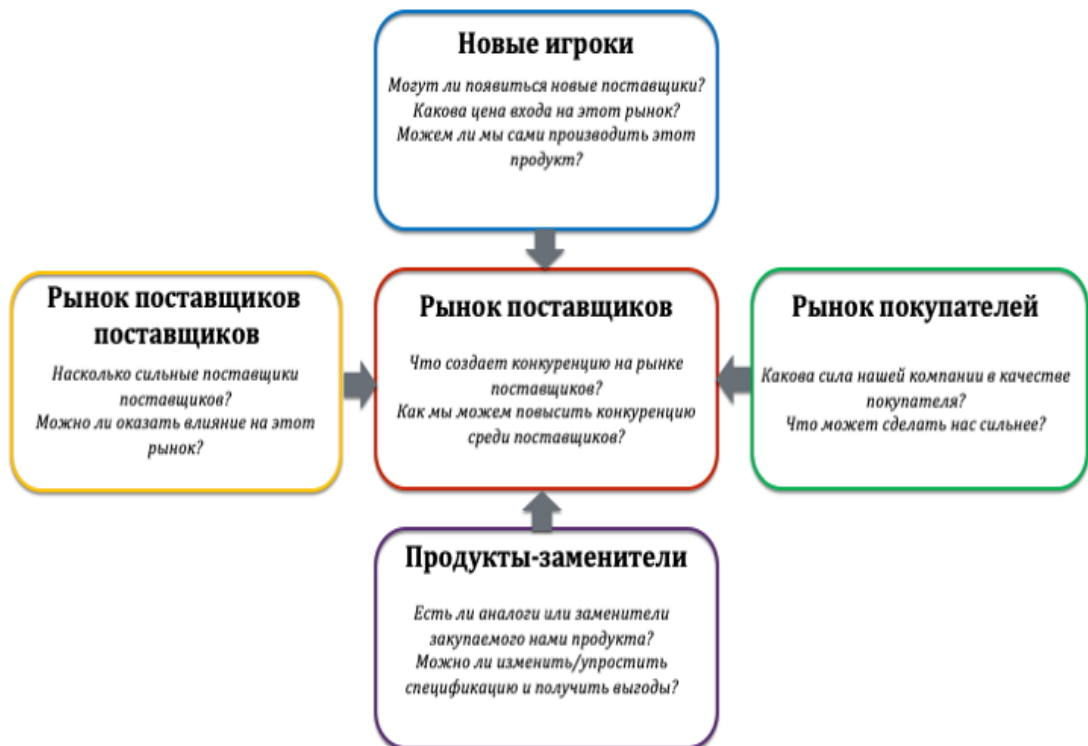 Новые игроки
Могут ли появиться новые поставщики?
Какова цена входа на этот рынок?
Можем ли мы сами производить этот
продукт?
Рынок поставщиков
поставщиков
Насколько сильные поставщики
поставщиков?
Можно ли оказать влияние на этот
рынок?
Рынок поставщиков
Что создает конкуренцию на рынке
поставщиков?
Как мы можем повысить конкуренцию
среди поставщиков?
Рынок покупателей
Какова сила нашей компании в качестве
покупателя?
Что может сделать нас сильнее?
Продукты-заменители
Есть ли аналоги или заменители
закупаемого нами продукта?
Можно ли изменить/упростить
спецификацию и получить выгоды?